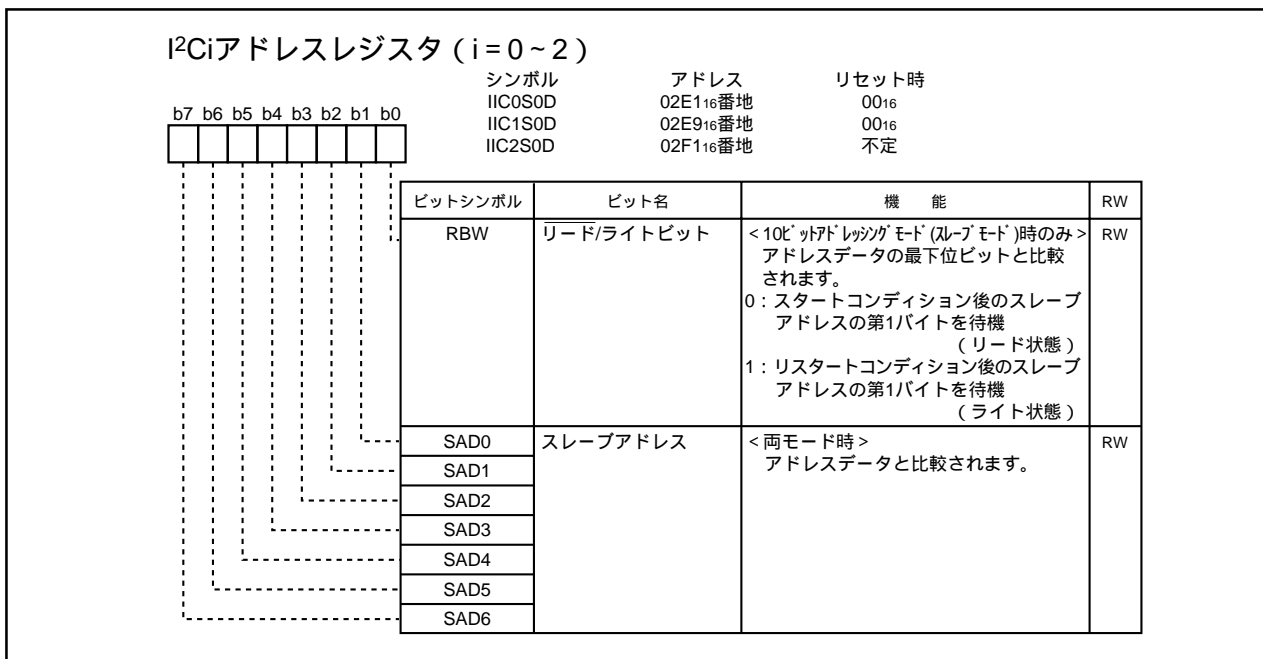 I²Ciアドレスレジスタ(i=0~2)
シンボル アドレス リセット時
IIC0S0D 02E1₁₆番地 00₁₆
IIC1S0D 02E9₁₆番地 00₁₆
IIC2S0D 02F1₁₆番地 不定
b7 b6 b5 b4 b3 b2 b1 b0
ビットシンボル ビット名 機 能 RW
RBW リード/ライトビット <10ビットアドレッシングモード(スレーブモード)時のみ> RW
アドレスデータの最下位ビットと比較
されます。
0:スタートコンディション後のスレーブ
アドレスの第1バイトを待機
(リード状態)
1:リスタートコンディション後のスレーブ
アドレスの第1バイトを待機
(ライト状態)
SAD0 スレーブアドレス <両モード時> RW
アドレスデータと比較されます。
SAD1
SAD2
SAD3
SAD4
SAD5
SAD6